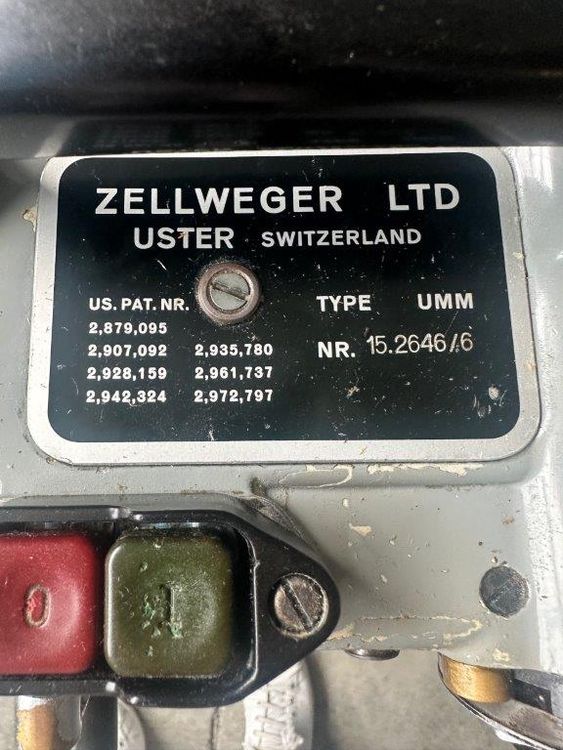 ZELLWEGER LTD
USTER SWITZERLAND
US. PAT. NR.
2,879,095
2,907,092 2,935,780
2,928,159 2,961,737
2,942,324 2,972,797
TYPE UMM
NR. 15.2646/6
0 1